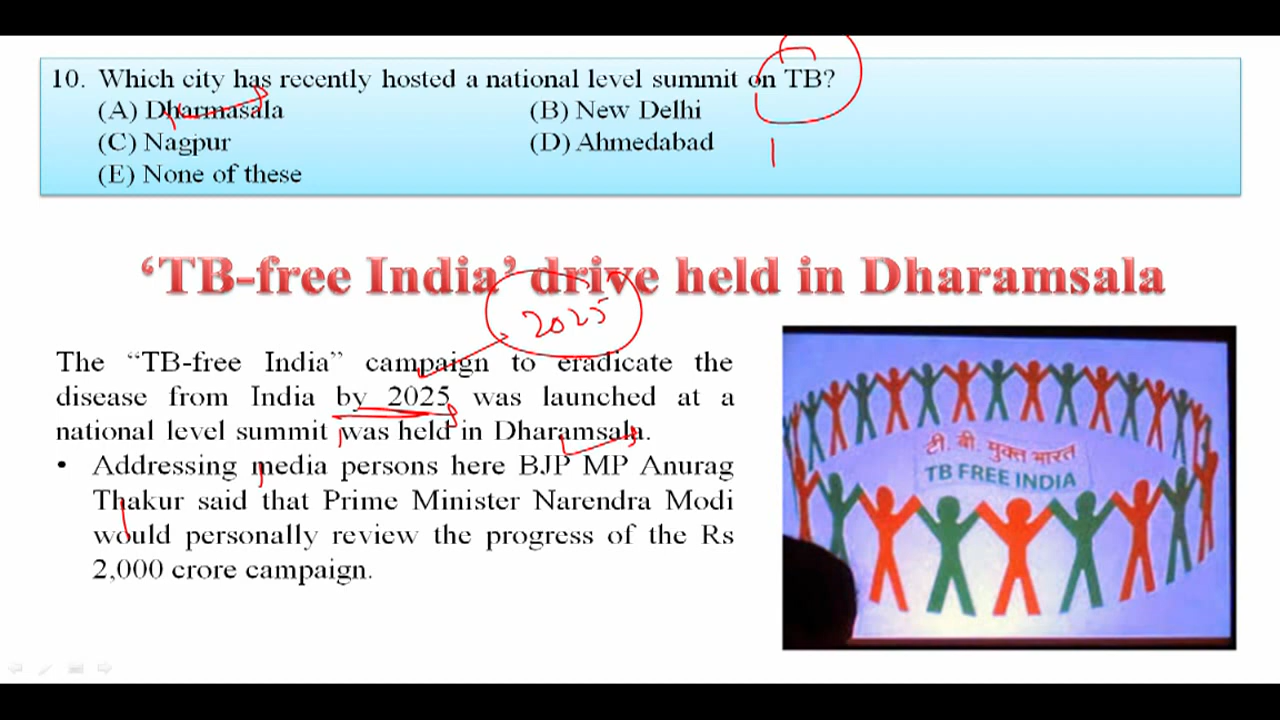 10. Which city has recently hosted a national level summit on TB?
(A) Dharmasala (B) New Delhi
(C) Nagpur (D) Ahmedabad
(E) None of these
‘TB-free India’ drive held in Dharamsala
2025
The “TB-free India” campaign to eradicate the
disease from India by 2025 was launched at a
national level summit was held in Dharamsala.
• Addressing media persons here BJP MP Anurag
Thakur said that Prime Minister Narendra Modi
would personally review the progress of the Rs
2,000 crore campaign.
टी. बी. मुक्त भारत
TB FREE INDIA